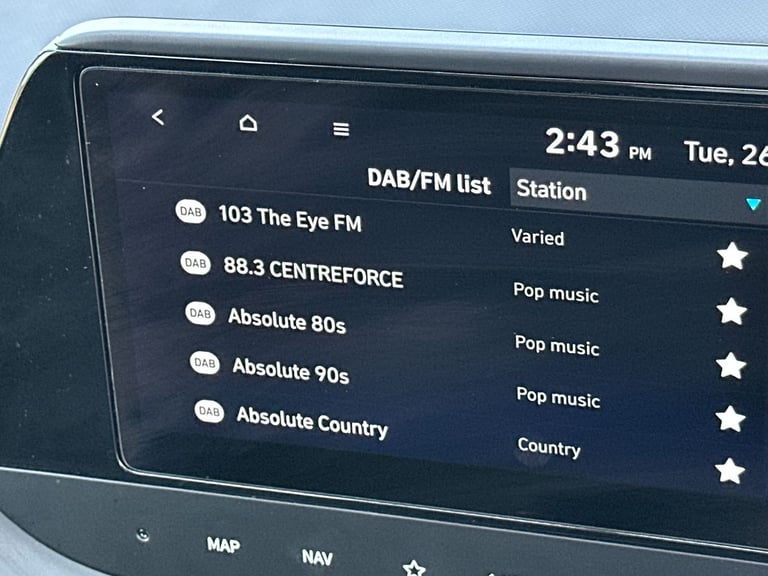 2:43 PM Tue, 26
DAB/FM list Station
DAB 103 The Eye FM Varied
DAB 88.3 CENTREFORCE Pop music
DAB Absolute 80s Pop music
DAB Absolute 90s Pop music
DAB Absolute Country Country
MAP NAV